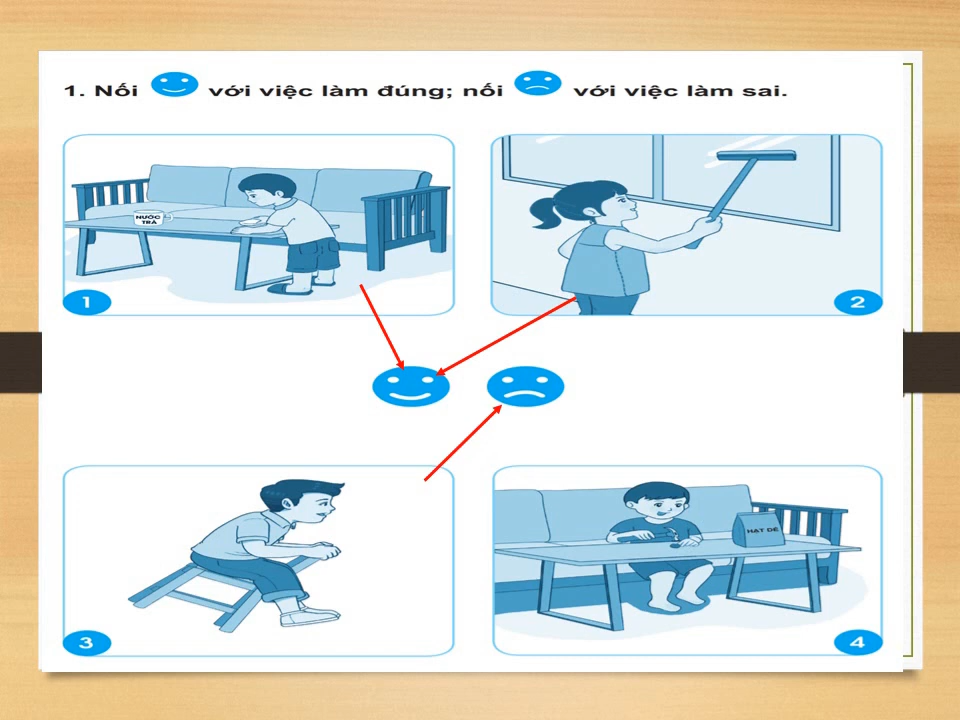 1. Nối với việc làm đúng; nối với việc làm sai.
NƯỚC
TRÀ
1
2
3
HẠT DẺ
4